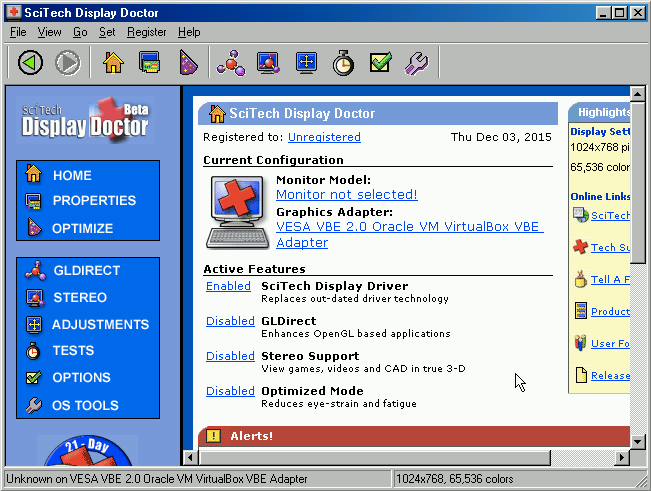 SciTech Display Doctor
File View Go Set Register Help
SciTech
Beta
Display Doctor
HOME
PROPERTIES
OPTIMIZE
GLDIRECT
STEREO
ADJUSTMENTS
TESTS
OPTIONS
OS TOOLS
21 - Day
SciTech Display Doctor
Registered to: Unregistered Thu Dec 03, 2015
Current Configuration
Monitor Model:
Monitor not selected!
Graphics Adapter:
VESA VBE 2.0 Oracle VM VirtualBox VBE
Adapter
Active Features
Enabled SciTech Display Driver
Replaces out-dated driver technology
Disabled GLDirect
Enhances OpenGL based applications
Disabled Stereo Support
View games, videos and CAD in true 3-D
Disabled Optimized Mode
Reduces eye-strain and fatigue
Alerts!
Highlights
Display Sett
1024x768 pi
65,536 color
Online Links
SciTech
Tech Su
Tell A F
Product
User Fo
Release
Unknown on VESA VBE 2.0 Oracle VM VirtualBox VBE Adapter
1024x768, 65,536 colors